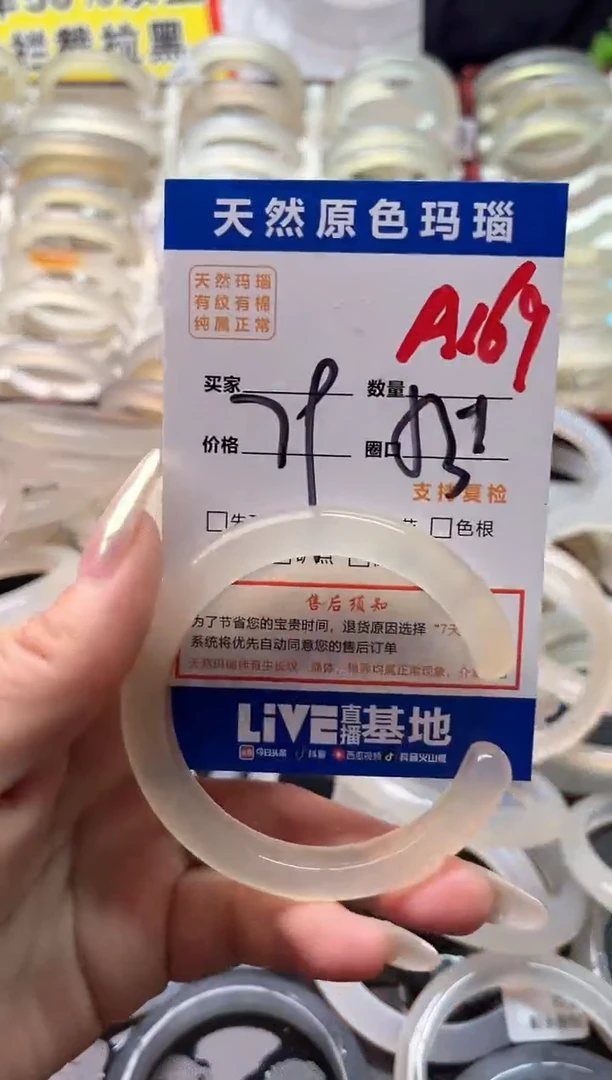 拦截拉黑
天然原色玛瑙
天然玛瑙
有纹有棉
纯属正常
A169
买家 数量
价格 圈口
支持复检
色根
售后须知
为了节省您的宝贵时间，退货原因选择 "7天
系统将优先自动同意您的售后订单
LiVE直播基地
今日头条 抖音 西瓜视频 抖音火山版